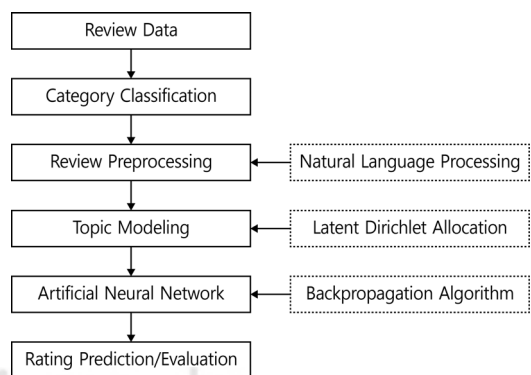 Review Data
Category Classification
Review Preprocessing
Natural Language Processing
Topic Modeling
Latent Dirichlet Allocation
Artificial Neural Network
Backpropagation Algorithm
Rating Prediction/Evaluation